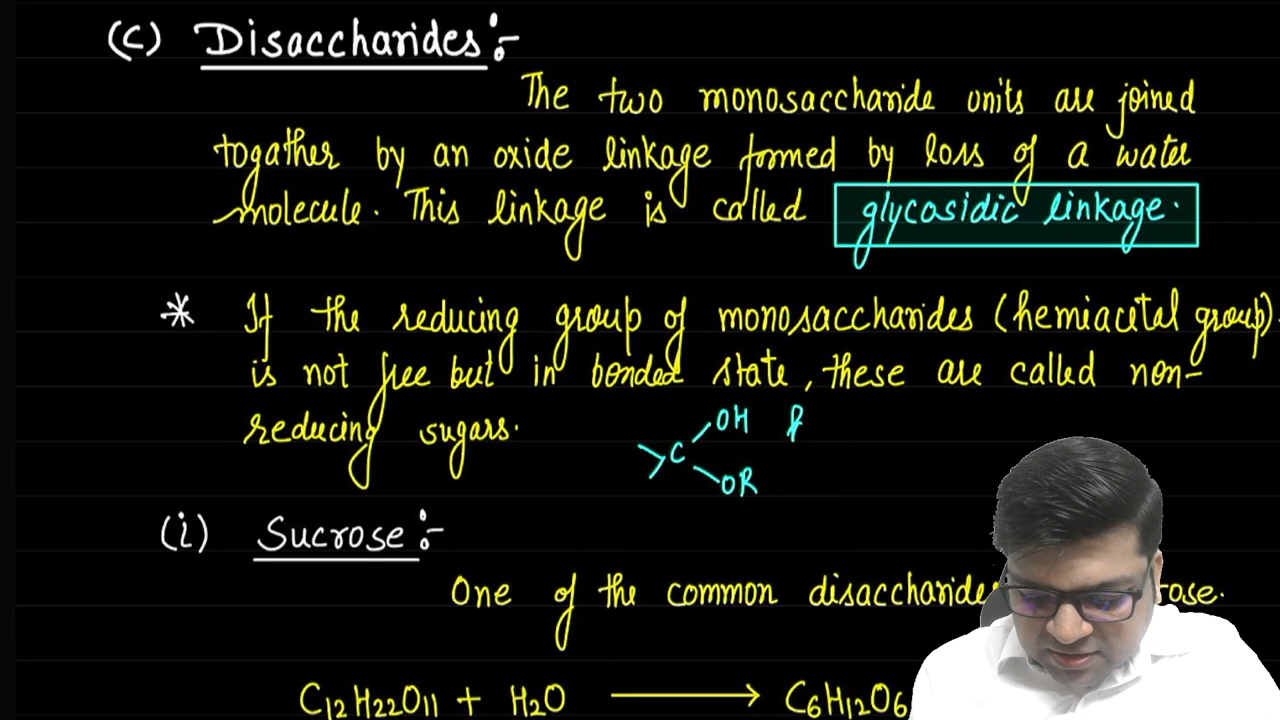 (c) Disaccharides :-
The two monosaccharide units are joined
togather by an oxide linkage formed by loss of a water
molecule. This linkage is called glycosidic linkage.
* If the reducing group of monosaccharides (hemiacetal group)
is not free but in bonded state, these are called non-
reducing sugars.
OH
C
OR
(i) Sucrose :-
One of the common disaccharides
C12H22O11 + H2O ⟶ C6H12O6